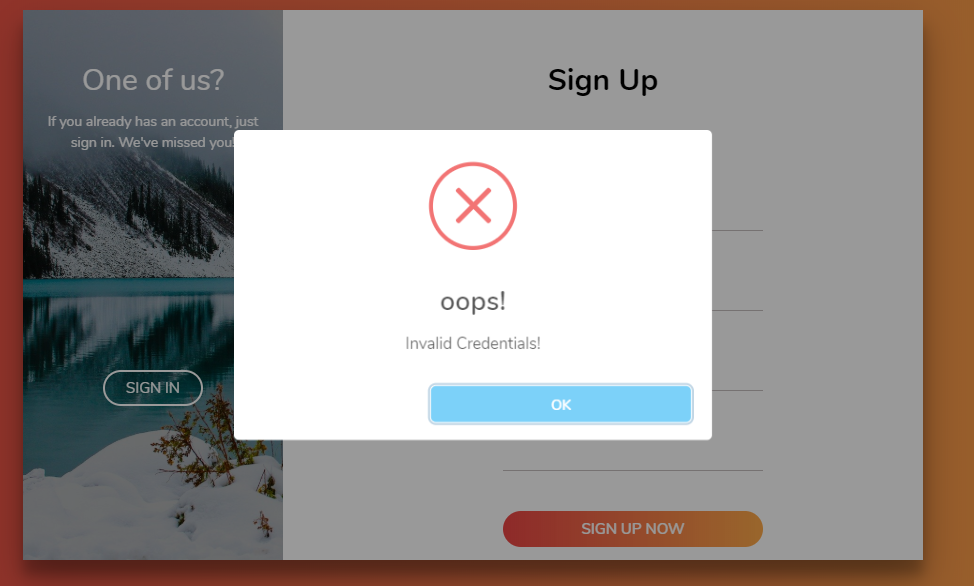 One of us?
If you already has an account, just
sign in. We've missed you!
SIGN IN
Sign Up
oops!
Invalid Credentials!
OK
SIGN UP NOW